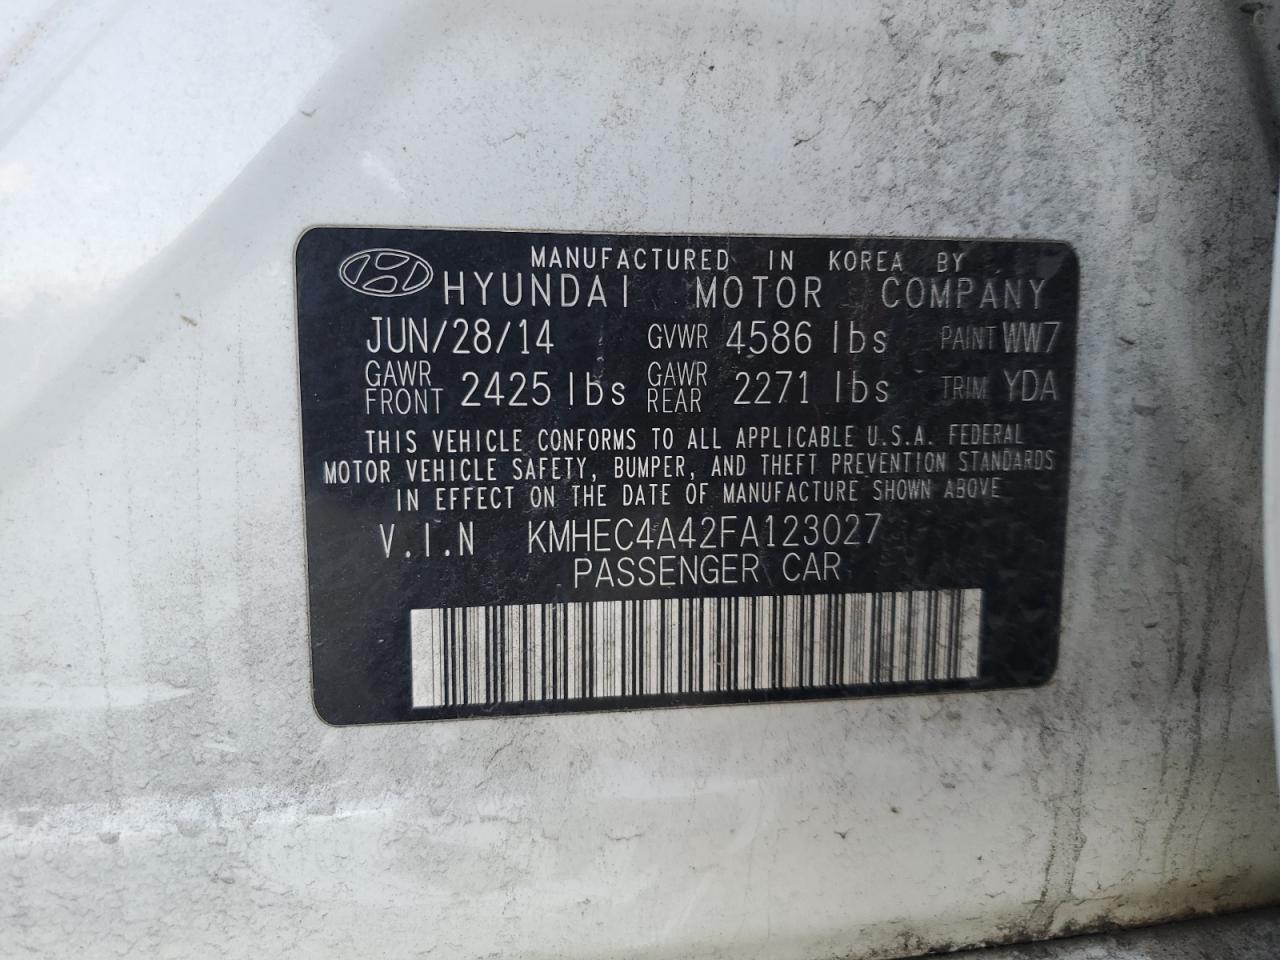 MANUFACTURED IN KOREA BY
HYUNDAI MOTOR COMPANY
JUN/28/14 GVWR 4586 lbs PAINT WW7
GAWR FRONT 2425 lbs GAWR REAR 2271 lbs TRIM YDA
THIS VEHICLE CONFORMS TO ALL APPLICABLE U.S.A. FEDERAL
MOTOR VEHICLE SAFETY, BUMPER, AND THEFT PREVENTION STANDARDS
IN EFFECT ON THE DATE OF MANUFACTURE SHOWN ABOVE
V.I.N KMHEC4A42FA123027
PASSENGER CAR